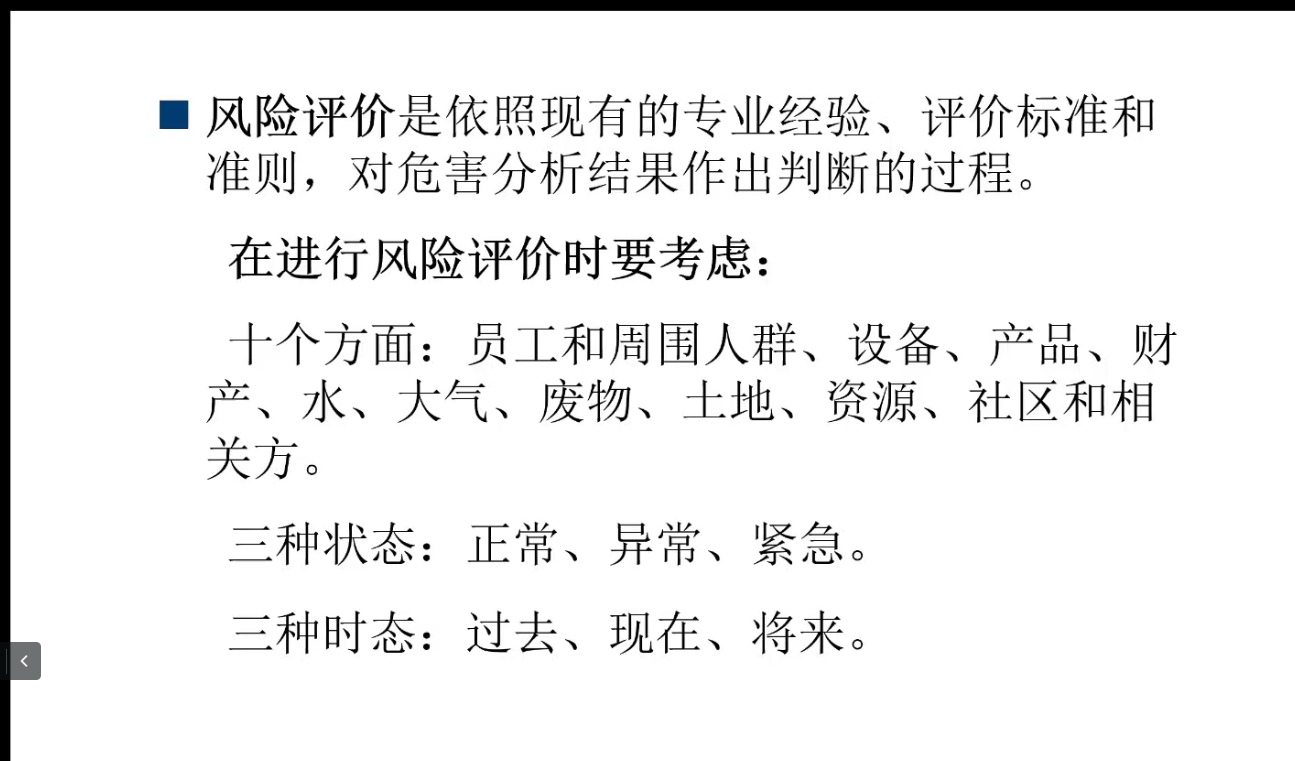 风险评价是依照现有的专业经验、评价标准和
准则，对危害分析结果作出判断的过程。
在进行风险评价时要考虑：
十个方面：员工和周围人群、设备、产品、财
产、水、大气、废物、土地、资源、社区和相
关方。
三种状态：正常、异常、紧急。
三种时态：过去、现在、将来。